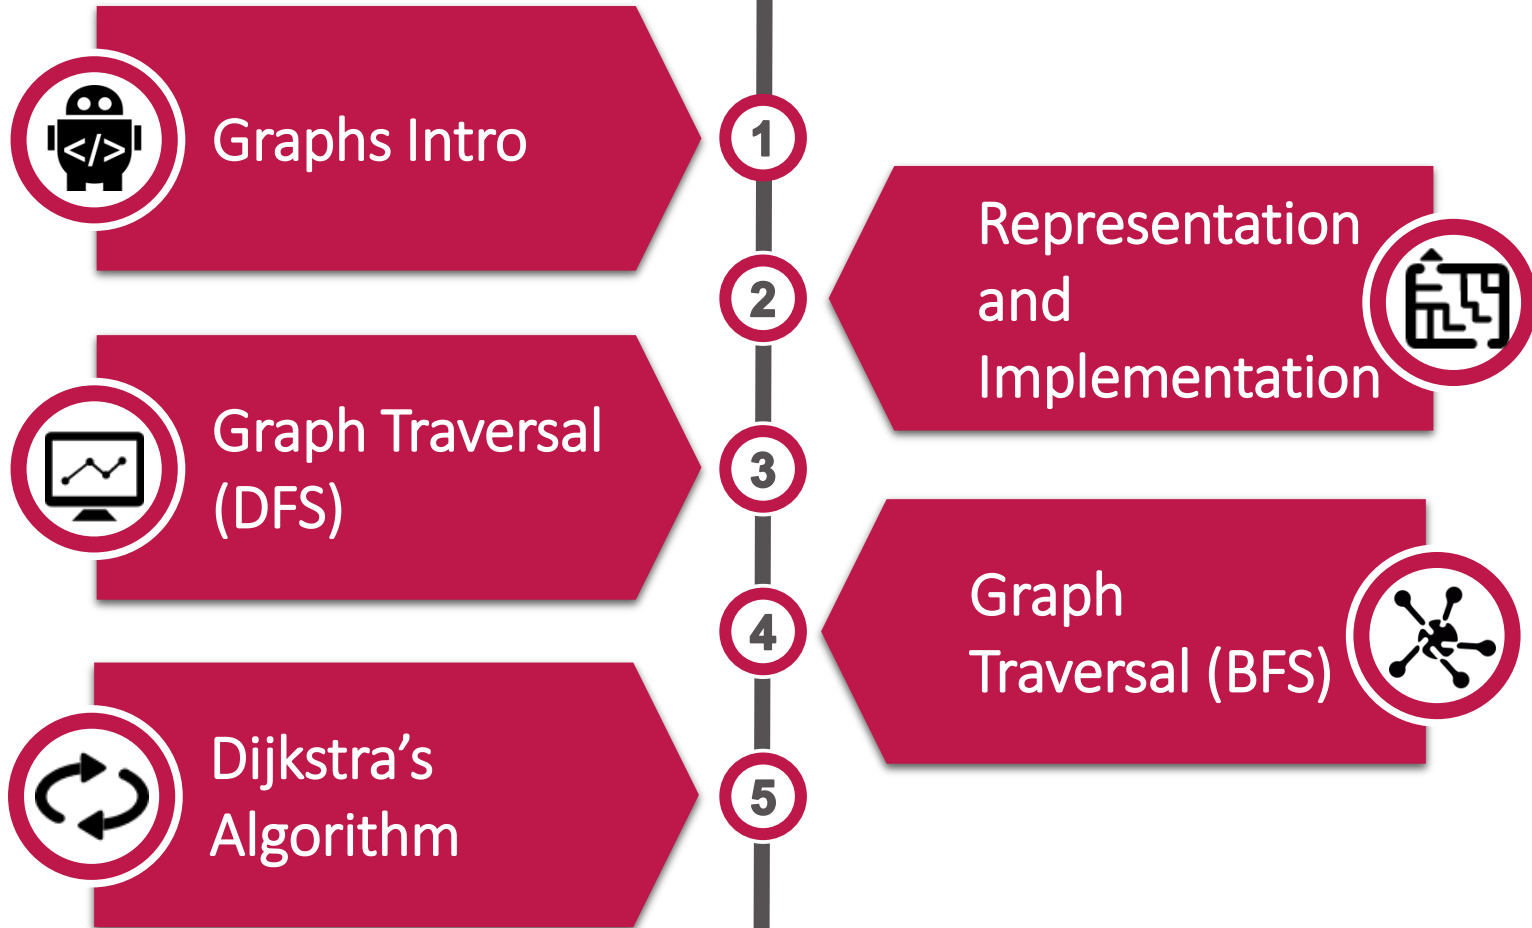 Graphs Intro
</>
1
Representation
and
Implementation
2
Graph Traversal
(DFS)
3
Graph
Traversal (BFS)
4
Dijkstra’s
Algorithm
5